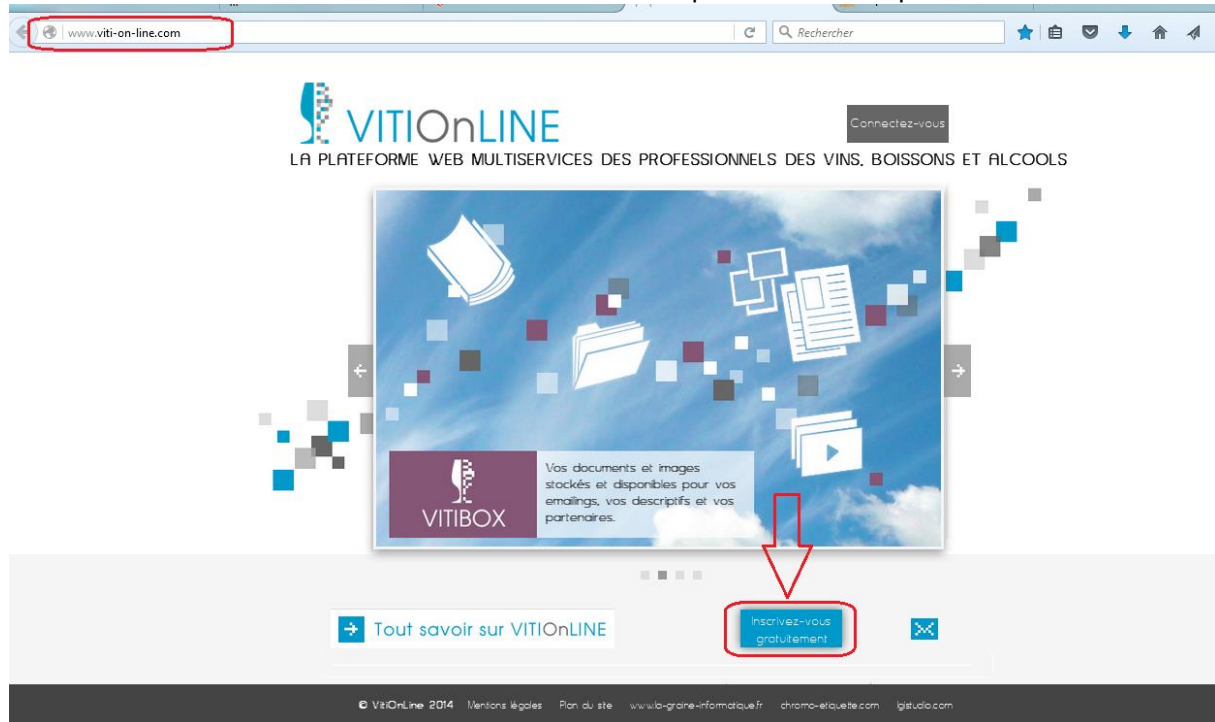 www.viti-on-line.com
Rechercher
VITIOnLINE
Connectez-vous
LA PLATEFORME WEB MULTISERVICES DES PROFESSIONNELS DES VINS, BOISSONS ET ALCOOLS
VITIBOX
Vos documents et images
stockés et disponibles pour vos
emailings, vos descriptifs et vos
partenaires.
Tout savoir sur VITIOnLINE
Inscrivez-vous
gratuitement
© VitiOnLine 2014 Mentions légales Plan du site www.la-graine-informatique.fr chromo-etiquette.com lgistudio.com